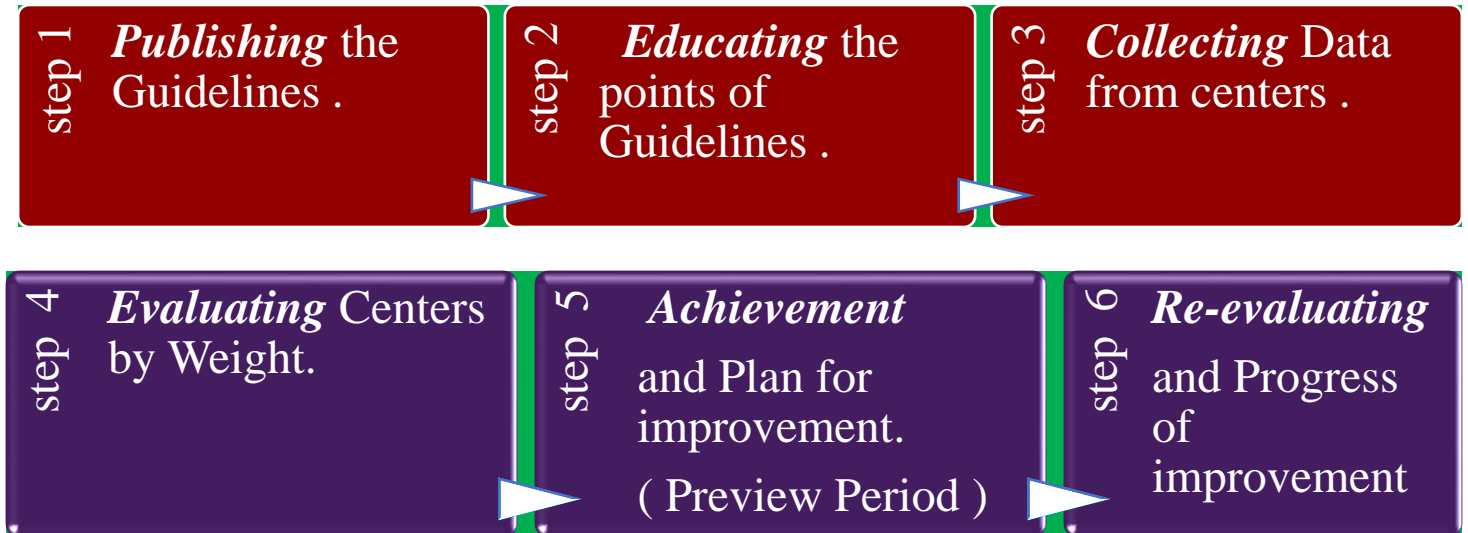 step 1
Publishing the
Guidelines .
step 2
Educating the
points of
Guidelines .
step 3
Collecting Data
from centers .
step 4
Evaluating Centers
by Weight.
step 5
Achievement
and Plan for
improvement.
( Preview Period )
step 6
Re-evaluating
and Progress
of
improvement